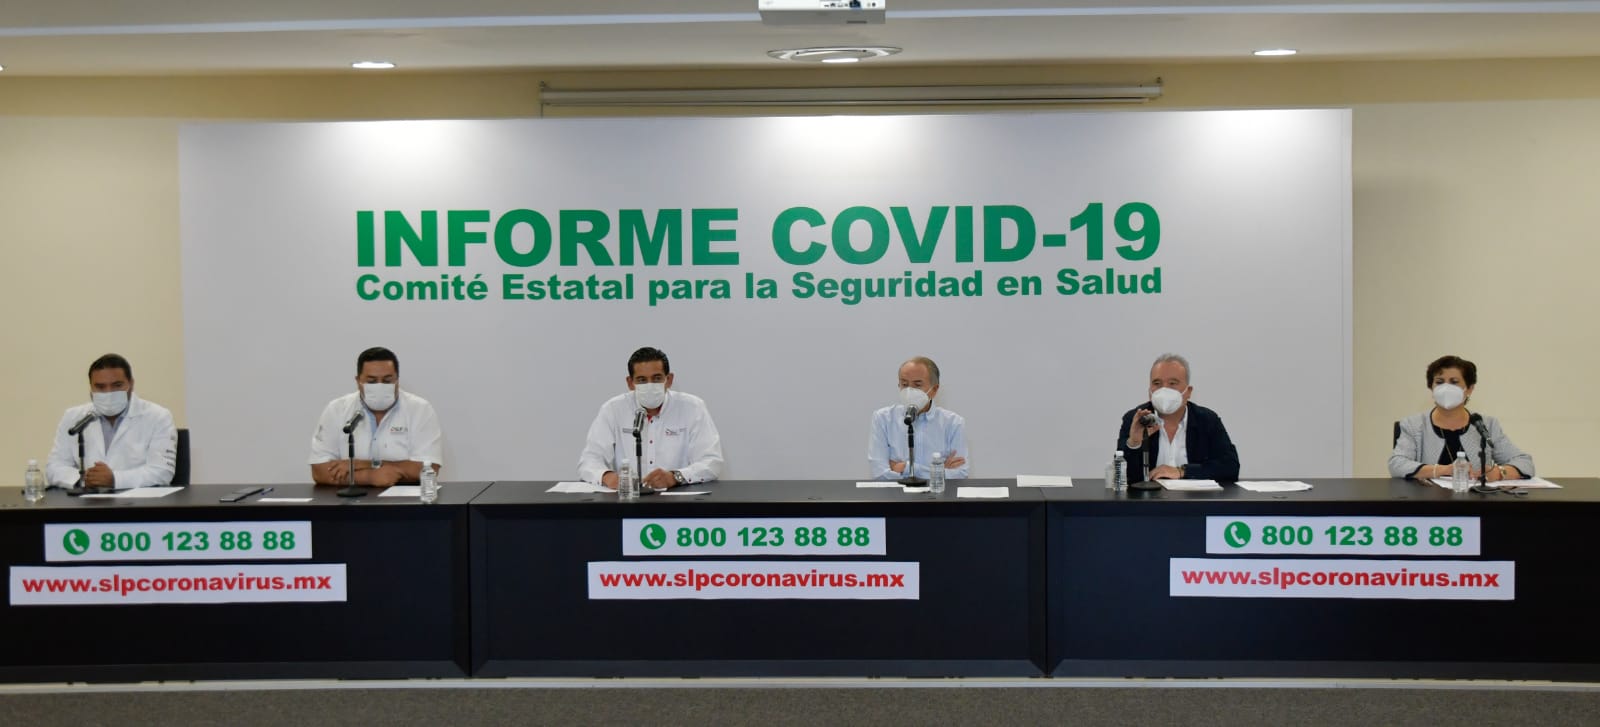 INFORME COVID-19
Comité Estatal para la Seguridad en Salud
800 123 88 88
www.slpcoronavirus.mx
800 123 88 88
www.slpcoronavirus.mx
800 123 88 88
www.slpcoronavirus.mx